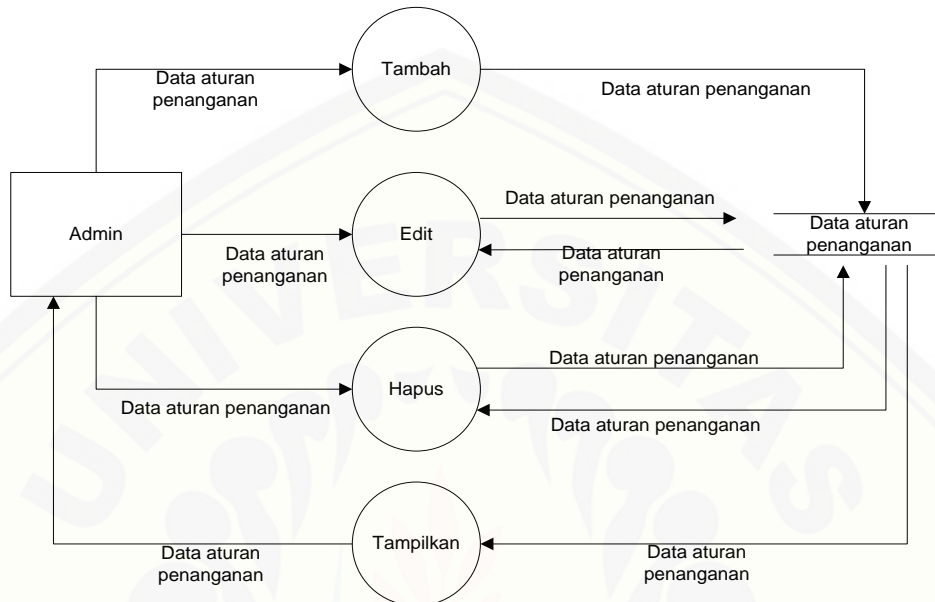 Tambah
Data aturan
penanganan
Data aturan penanganan
Admin
Edit
Data aturan penanganan
Data aturan
penanganan
Data aturan
penanganan
Data aturan
penanganan
Hapus
Data aturan penanganan
Data aturan penanganan
Data aturan penanganan
Tampilkan
Data aturan
penanganan
Data aturan
penanganan
UNIVERSITAS